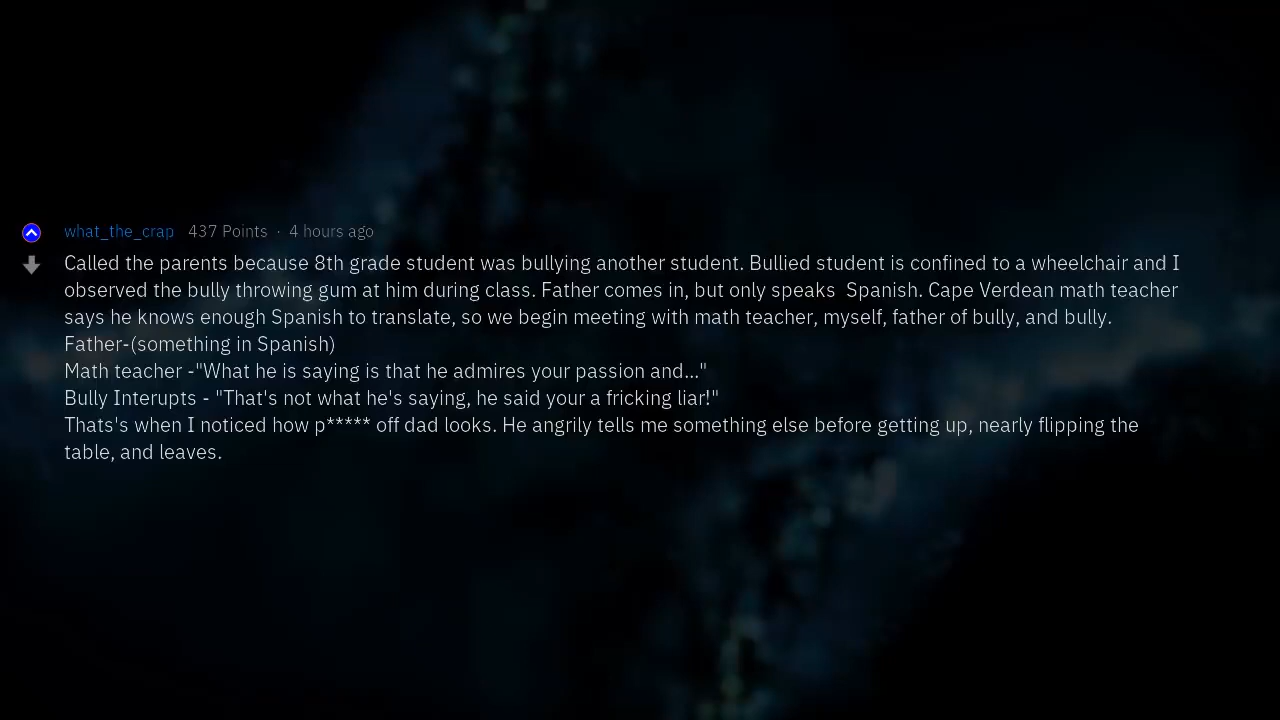 what_the_crap 437 Points · 4 hours ago
Called the parents because 8th grade student was bullying another student. Bullied student is confined to a wheelchair and I
observed the bully throwing gum at him during class. Father comes in, but only speaks  Spanish. Cape Verdean math teacher
says he knows enough Spanish to translate, so we begin meeting with math teacher, myself, father of bully, and bully.
Father-(something in Spanish)
Math teacher -"What he is saying is that he admires your passion and..."
Bully Interupts - "That's not what he's saying, he said your a fricking liar!"
Thats's when I noticed how p***** off dad looks. He angrily tells me something else before getting up, nearly flipping the
table, and leaves.